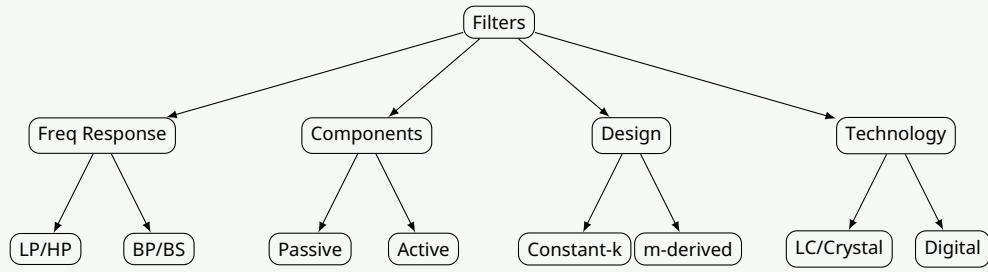 Filters
Freq Response
Components
Design
Technology
LP/HP
BP/BS
Passive
Active
Constant-k
m-derived
LC/Crystal
Digital